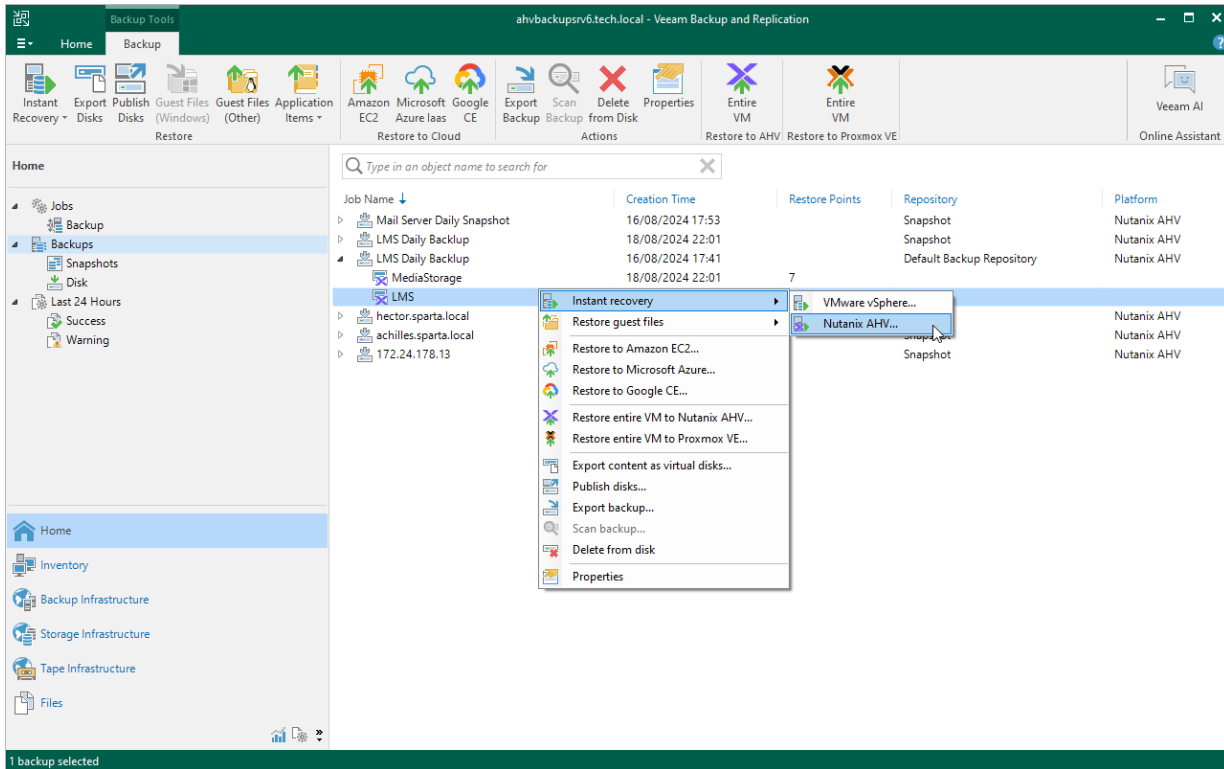 Backup Tools
ahvbackupsrv6.tech.local - Veeam Backup and Replication
Home Backup
Instant Recovery
Export Disks
Publish Disks
Guest Files (Windows)
Guest Files (Other)
Application Items
Restore
Amazon EC2
Microsoft Azure Iaas
Google CE
Restore to Cloud
Export Backup
Scan Backup
Delete from Disk
Properties
Actions
Entire VM
Restore to AHV
Entire VM
Restore to Proxmox VE
Veeam AI
Online Assistant
Home
Jobs
Backup
Backups
Snapshots
Disk
Last 24 Hours
Success
Warning
Type in an object name to search for
Job Name Creation Time Restore Points Repository Platform
Mail Server Daily Snapshot 16/08/2024 17:53 Snapshot Nutanix AHV
LMS Daily Backlup 18/08/2024 22:01 Snapshot Nutanix AHV
LMS Daily Backlup 16/08/2024 17:41 Default Backup Repository Nutanix AHV
MediaStorage 18/08/2024 22:01 7
LMS
hector.sparta.local Nutanix AHV
achilles.sparta.local Nutanix AHV
172.24.178.13 Snapshot Nutanix AHV
Instant recovery
Restore guest files
Restore to Amazon EC2...
Restore to Microsoft Azure...
Restore to Google CE...
Restore entire VM to Nutanix AHV...
Restore entire VM to Proxmox VE...
Export content as virtual disks...
Publish disks...
Export backup...
Scan backup...
Delete from disk
Properties
VMware vSphere...
Nutanix AHV...
Home
Inventory
Backup Infrastructure
Storage Infrastructure
Tape Infrastructure
Files
1 backup selected